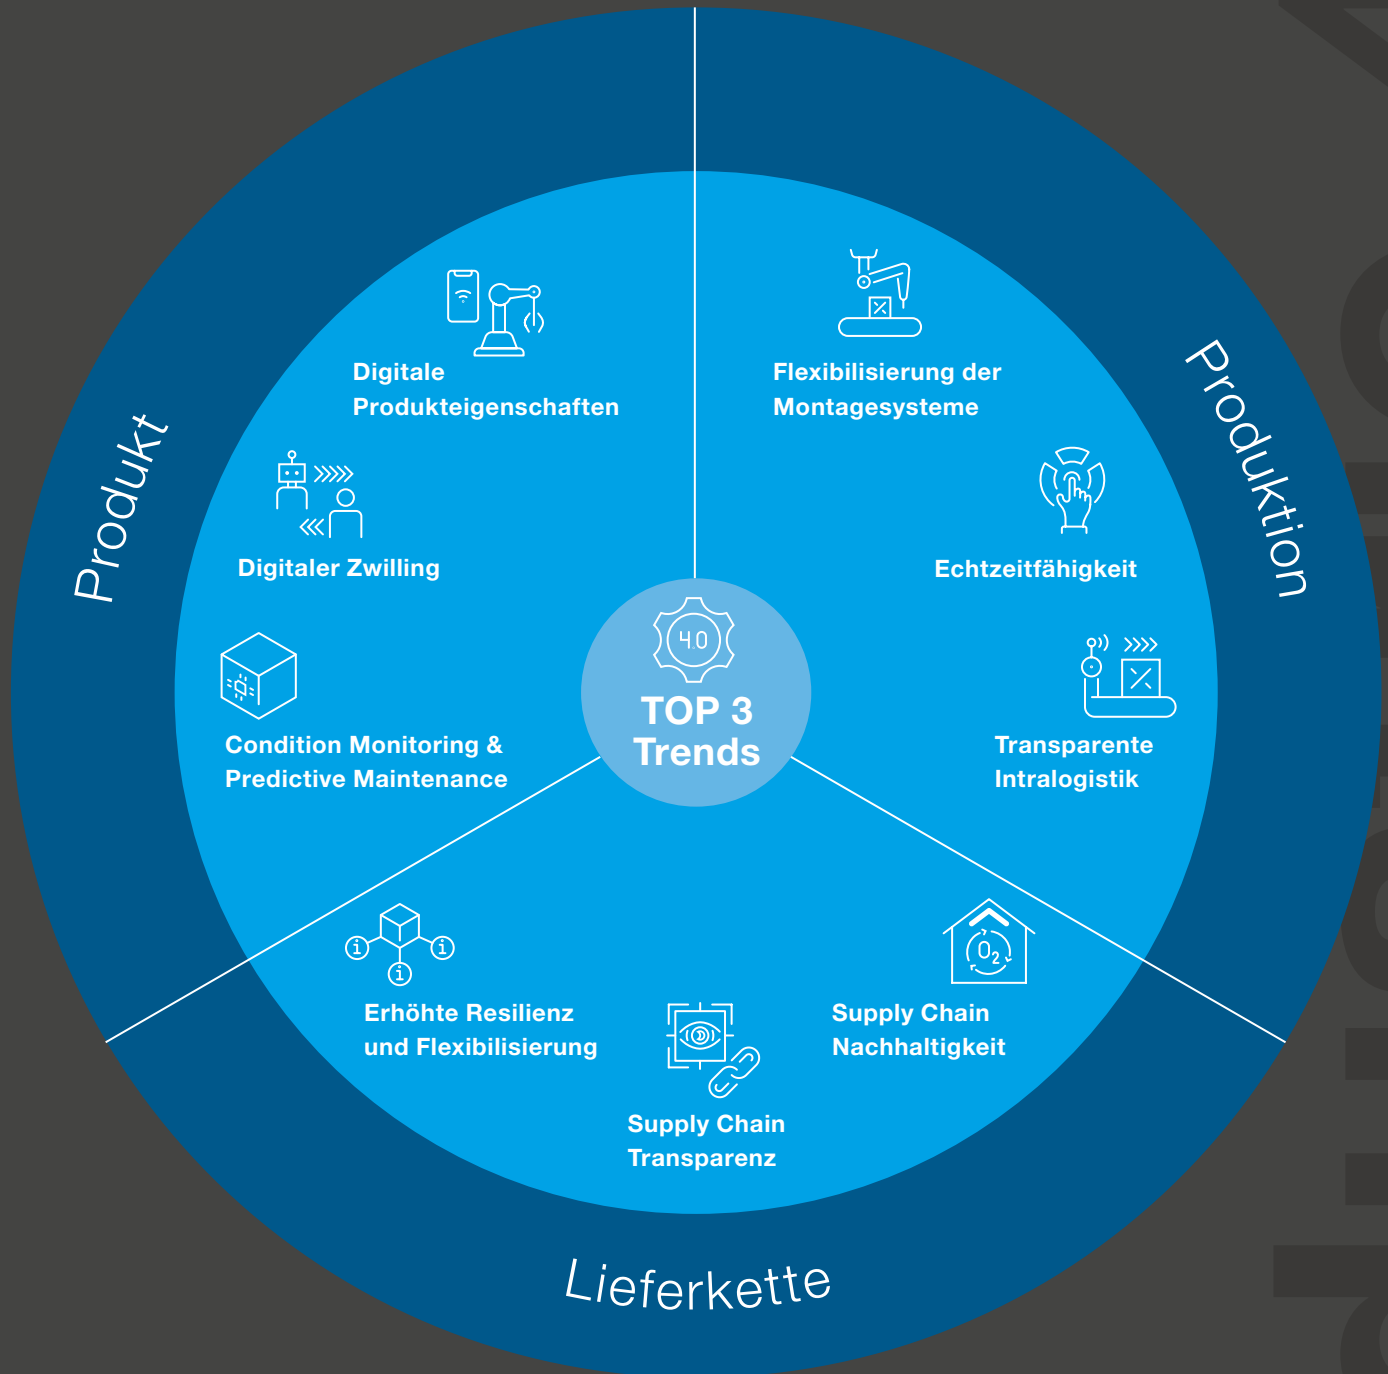 Produkt
Digitale
Produkteigenschaften
Digitaler Zwilling
Condition Monitoring &
Predictive Maintenance
Produktion
Flexibilisierung der
Montagesysteme
Echtzeitfähigkeit
Transparente
Intralogistik
4.0
TOP 3
Trends
Lieferkette
i
i
i
Erhöhte Resilienz
und Flexibilisierung
Supply Chain
Transparenz
O2
Supply Chain
Nachhaltigkeit